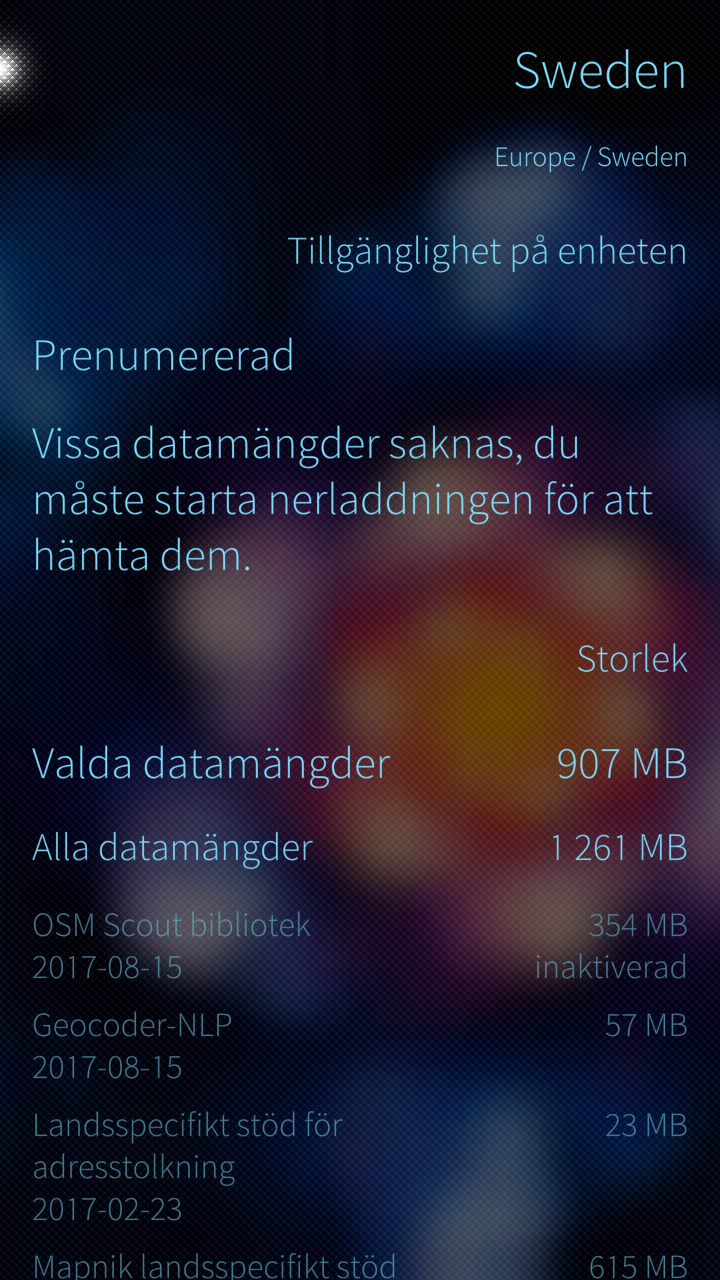 Sweden
Europe / Sweden
Tillgänglighet på enheten
Prenumererad
Vissa datamängder saknas, du
måste starta nerladdningen för att
hämta dem.
Storlek
Valda datamängder 907 MB
Alla datamängder 1 261 MB
OSM Scout bibliotek 354 MB
2017-08-15 inaktiverad
Geocoder-NLP 57 MB
2017-08-15
Landsspecifikt stöd för 23 MB
adresstolkning
2017-02-23
Mapnik landsspecifikt stöd 615 MB